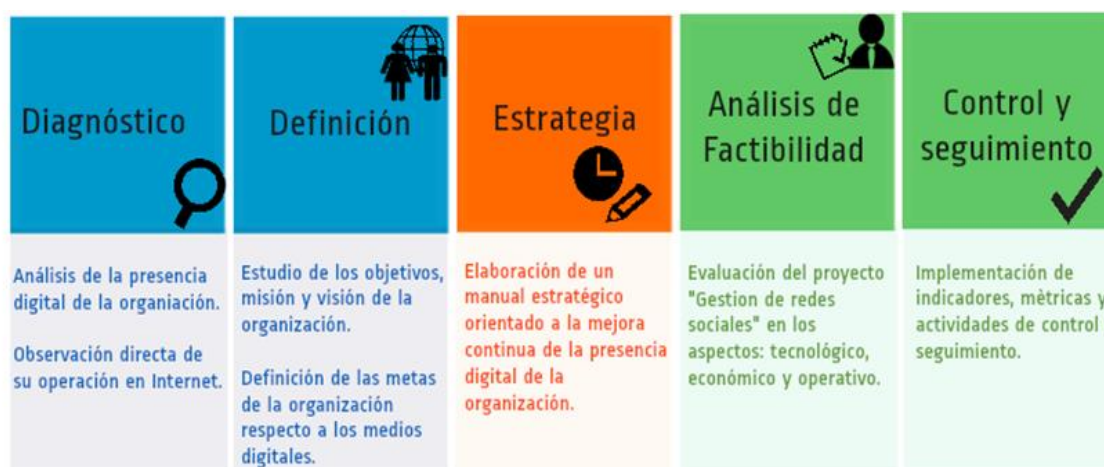 Diagnóstico
Análisis de la presencia
digital de la organiación.
Observación directa de
su operación en Internet.
Definición
Estudio de los objetivos,
misión y visión de la
organización.
Definición de las metas
de la organización
respecto a los medios
digitales.
Estrategia
Elaboración de un
manual estratégico
orientado a la mejora
continua de la presencia
digital de la
organización.
Análisis de
Factibilidad
Evaluación del proyecto
"Gestion de redes
sociales" en los
aspectos: tecnológico,
económico y operativo.
Control y
seguimiento
Implementación de
indicadores, mètricas y
actividades de control
seguimiento.